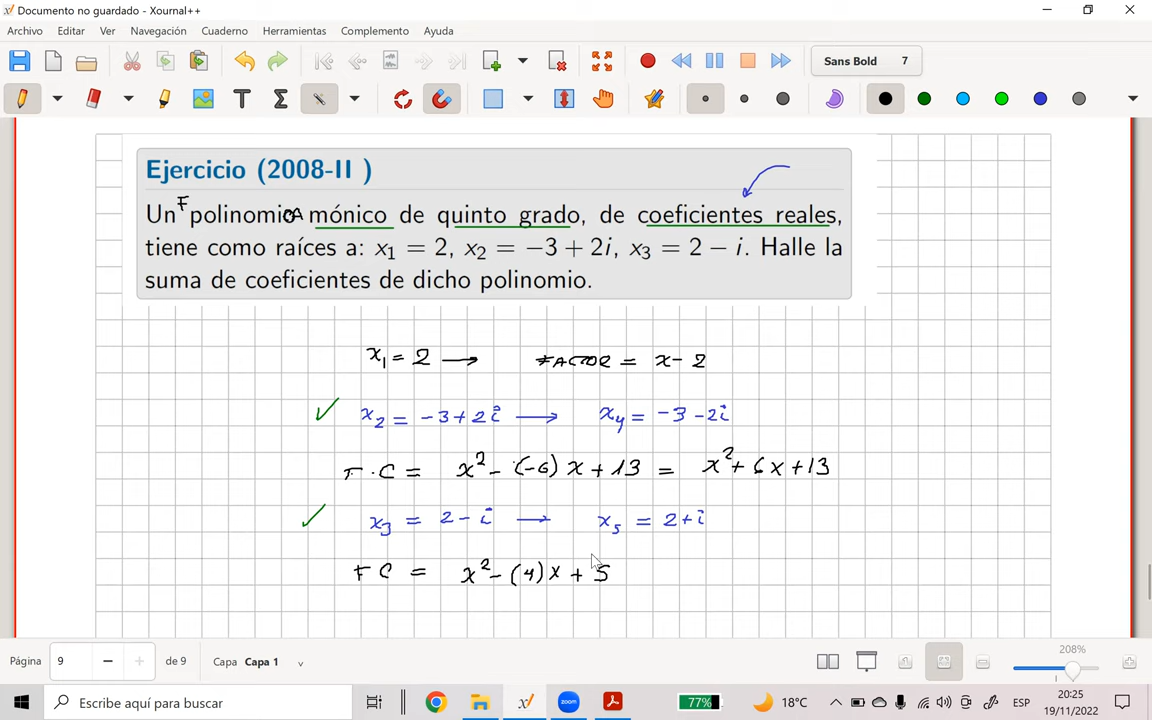 Documento no guardado - Xournal++
Archivo Editar Ver Navegación Cuaderno Herramientas Complemento Ayuda
Sans Bold 7
Ejercicio (2008-II )
Un polinomio mónico de quinto grado, de coeficientes reales,
tiene como raíces a: x₁ = 2, x₂ = −3 + 2i, x₃ = 2 − i. Halle la
suma de coeficientes de dicho polinomio.
x₁ = 2 → FACTOR = x - 2
✓ x₂ = -3+2i → x₄ = -3-2i
F.C = x² - (-6)x + 13 = x² + 6x + 13
✓ x₃ = 2 - i → x₅ = 2+i
F C = x² - (4)x + 5
Página 9 de 9 Capa Capa 1 208%
Escribe aquí para buscar 77% 18°C ESP 20:25
19/11/2022